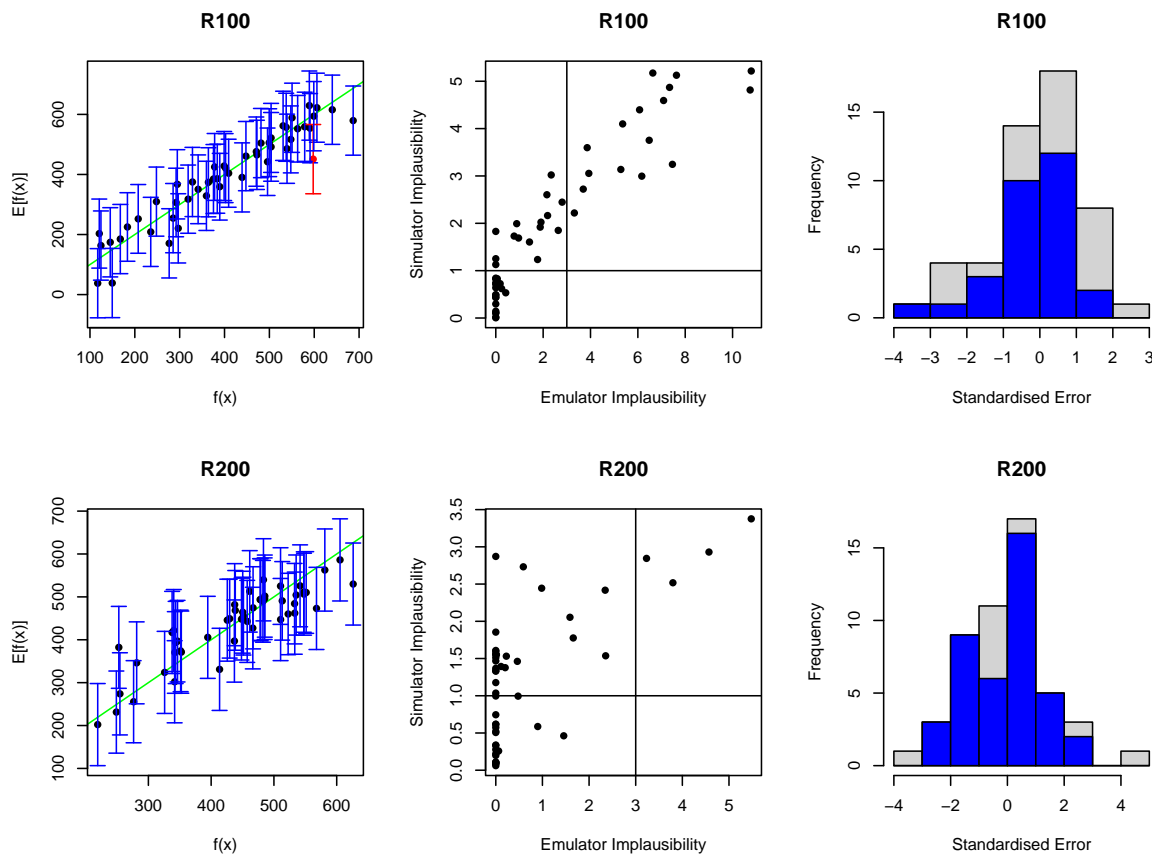 R100
E[f(x)]
0 200 400 600
100 200 300 400 500 600 700
f(x)
R100
Simulator Implausibility
0 1 2 3 4 5
0 2 4 6 8 10
Emulator Implausibility
R100
Frequency
0 5 10 15
−4 −3 −2 −1 0 1 2 3
Standardised Error
R200
E[f(x)]
100 200 300 400 500 600 700
300 400 500 600
f(x)
R200
Simulator Implausibility
0.0 0.5 1.0 1.5 2.0 2.5 3.0 3.5
0 1 2 3 4 5
Emulator Implausibility
R200
Frequency
0 5 10 15
−4 −2 0 2 4
Standardised Error